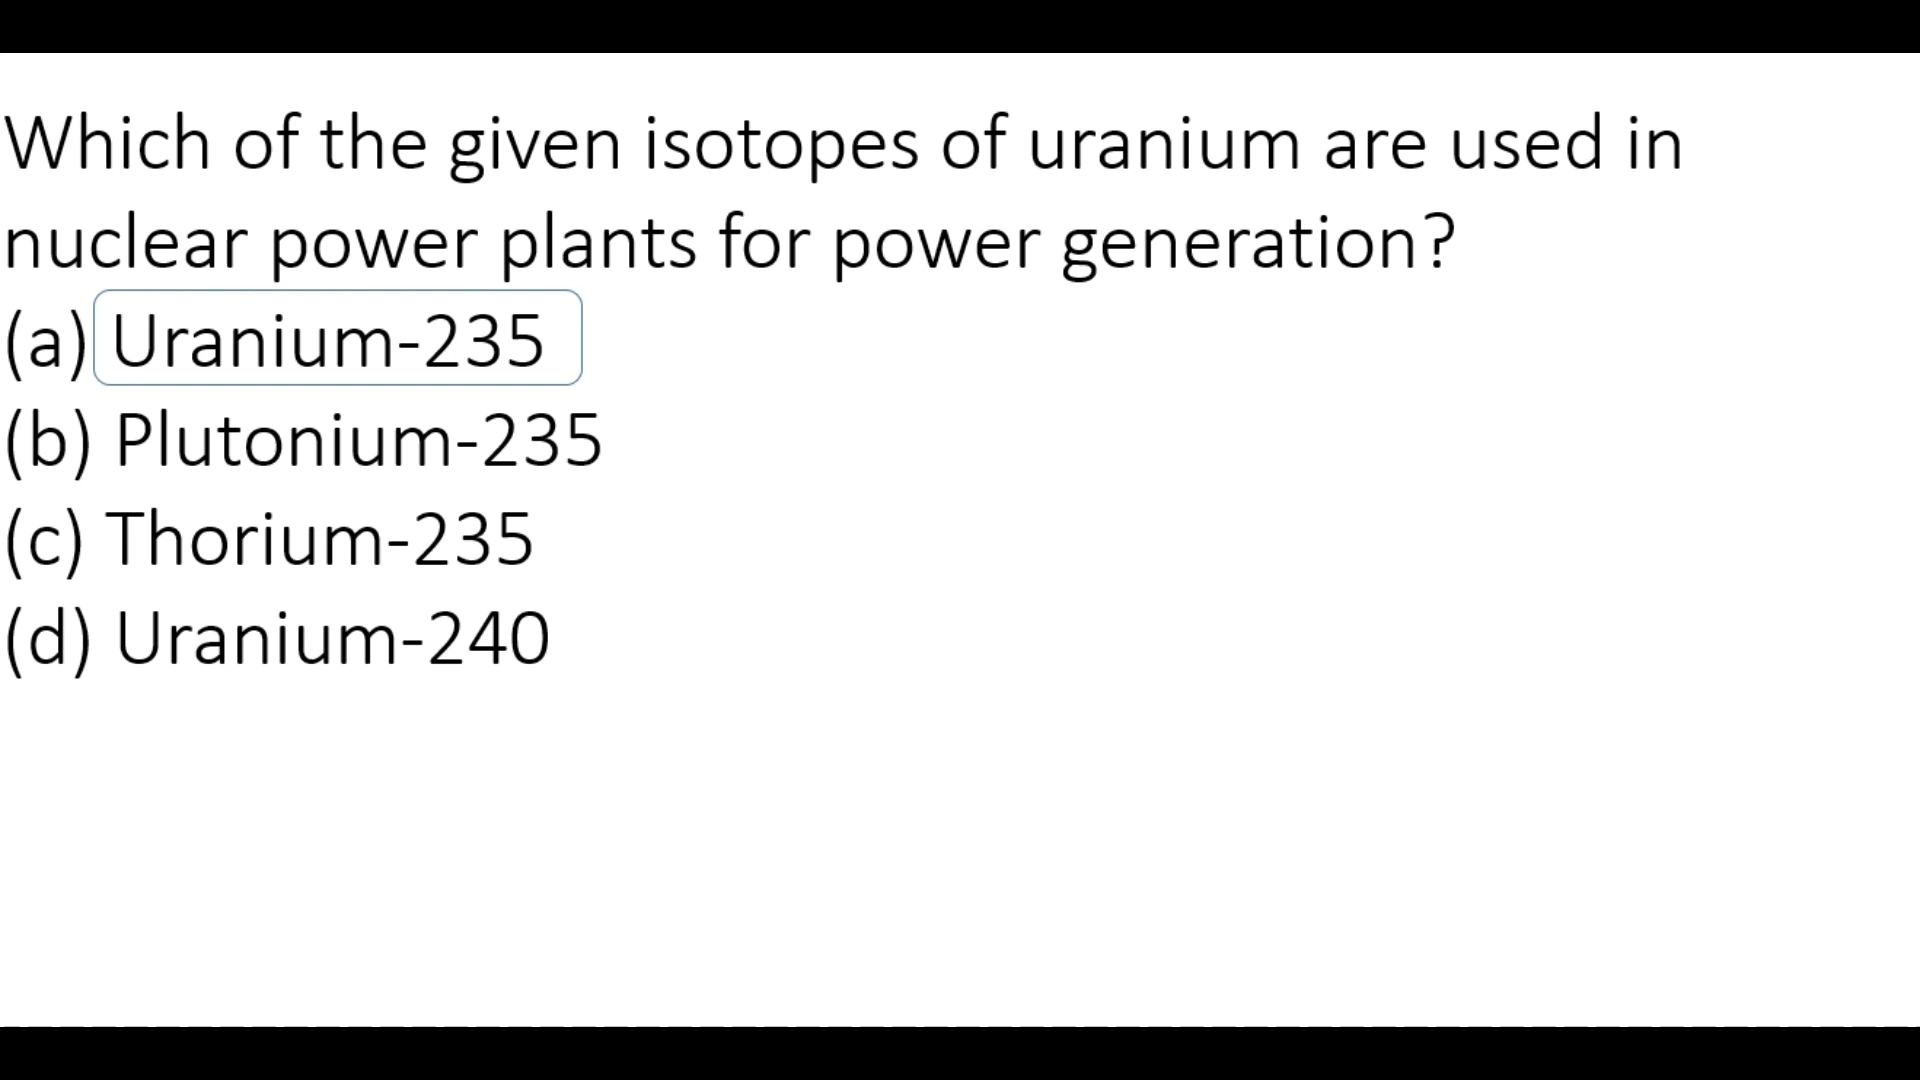 Which of the given isotopes of uranium are used in
nuclear power plants for power generation?
(a) Uranium-235
(b) Plutonium-235
(c) Thorium-235
(d) Uranium-240